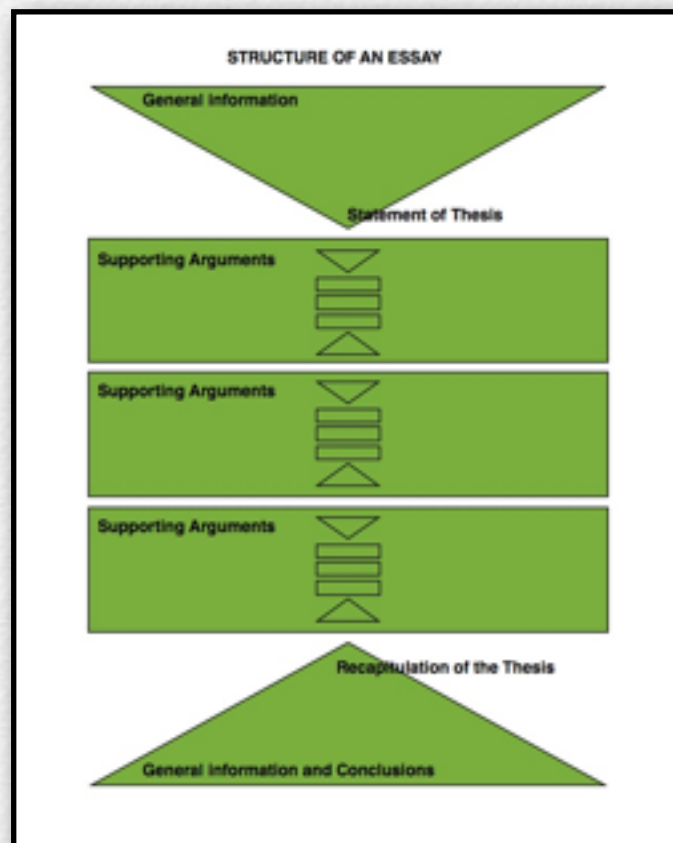 STRUCTURE OF AN ESSAY
General information
Statement of Thesis
Supporting Arguments
Supporting Arguments
Supporting Arguments
Recapitulation of the Thesis
General information and Conclusions